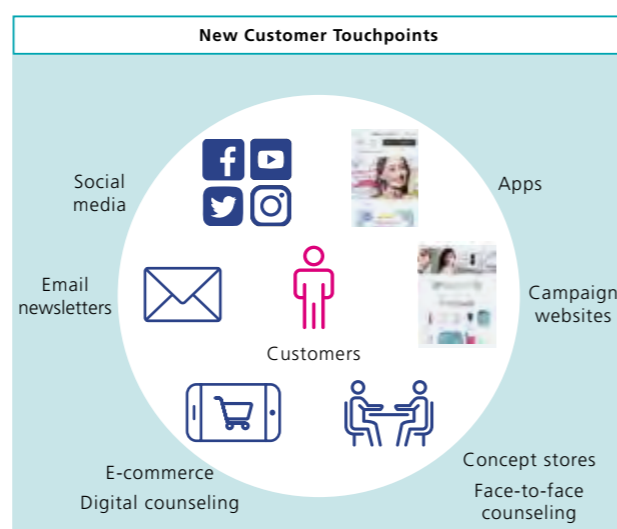 New Customer Touchpoints
Social
media
Apps
Email
newsletters
Campaign
websites
Customers
E-commerce
Digital counseling
Concept stores
Face-to-face
counseling